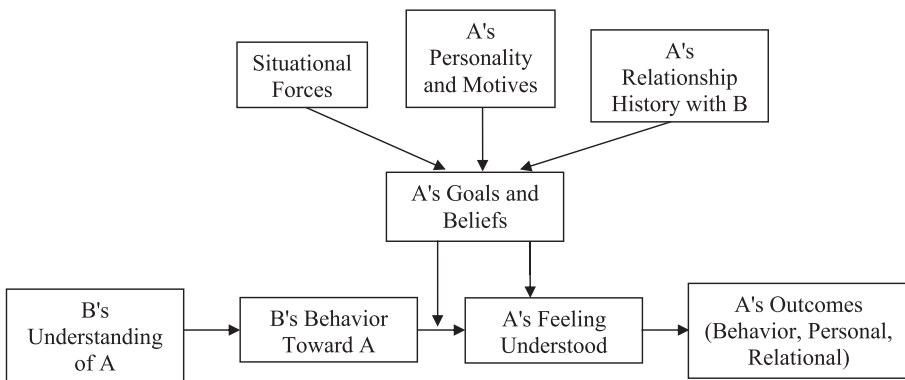 Situational
Forces
A's
Personality
and Motives
A's
Relationship
History with B
A's Goals and
Beliefs
B's
Understanding
of A
B's Behavior
Toward A
A's Feeling
Understood
A's Outcomes
(Behavior, Personal,
Relational)